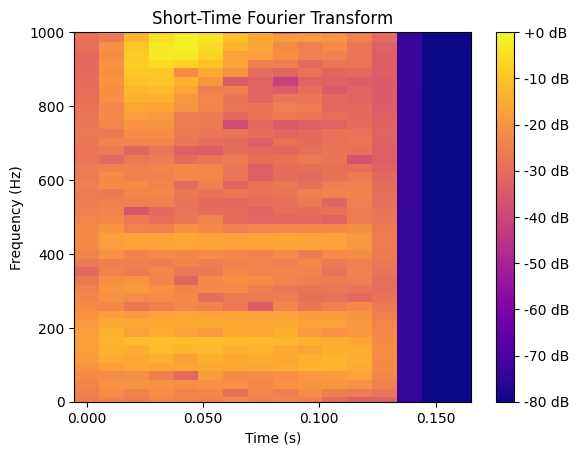 Short-Time Fourier Transform
1000
800
600
400
200
0
Frequency (Hz)
0.000
0.050
0.100
0.150
Time (s)
+0 dB
-10 dB
-20 dB
-30 dB
-40 dB
-50 dB
-60 dB
-70 dB
-80 dB